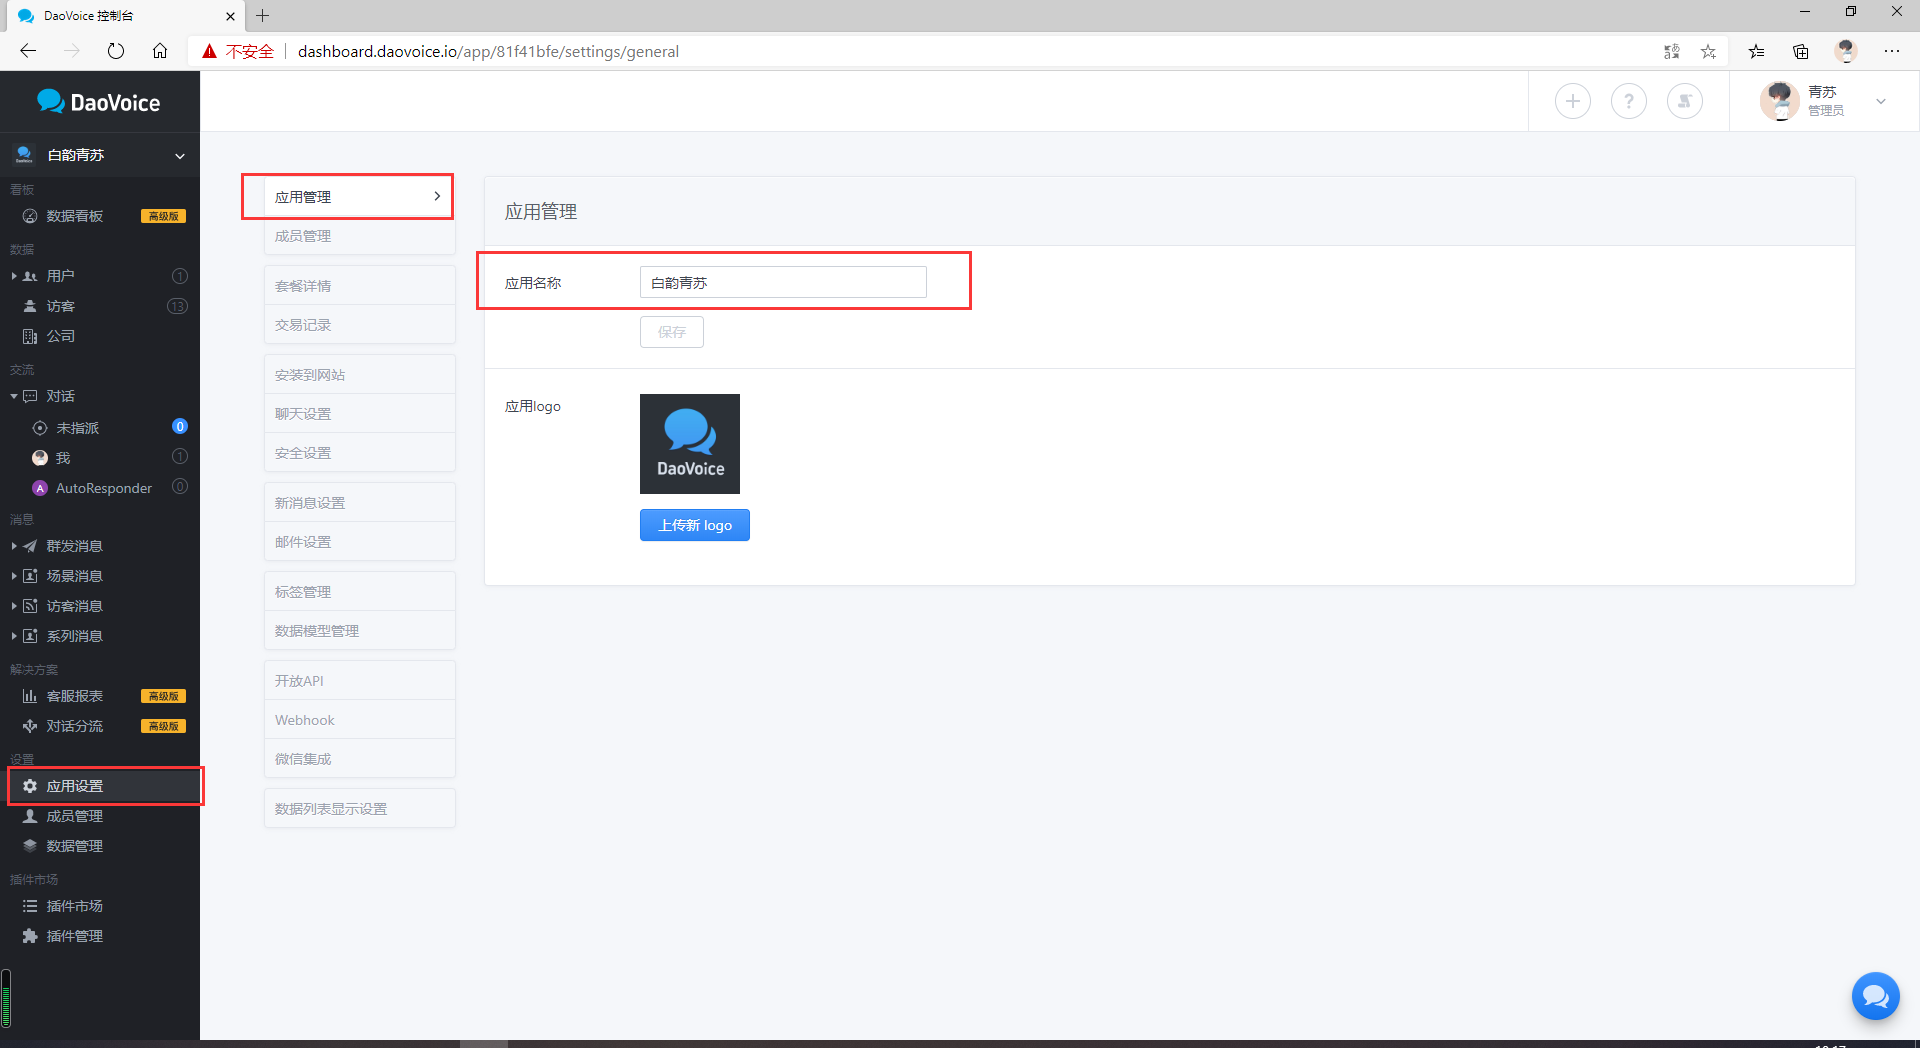 DaoVoice 控制台
不安全
dashboard.daovoice.io/app/81f41bfe/settings/general
DaoVoice
白韵青苏
看板
数据看板 高级版
数据
用户 1
访客 13
公司
交流
对话
未指派 0
我 1
AutoResponder 0
消息
群发消息
场景消息
访客消息
系列消息
解决方案
客服报表 高级版
对话分流 高级版
设置
应用设置
成员管理
数据管理
插件市场
插件市场
插件管理
青苏
管理员
应用管理
成员管理
套餐详情
交易记录
安装到网站
聊天设置
安全设置
新消息设置
邮件设置
标签管理
数据模型管理
开放API
Webhook
微信集成
数据列表显示设置
应用管理
应用名称 白韵青苏
保存
应用logo
DaoVoice
上传新 logo